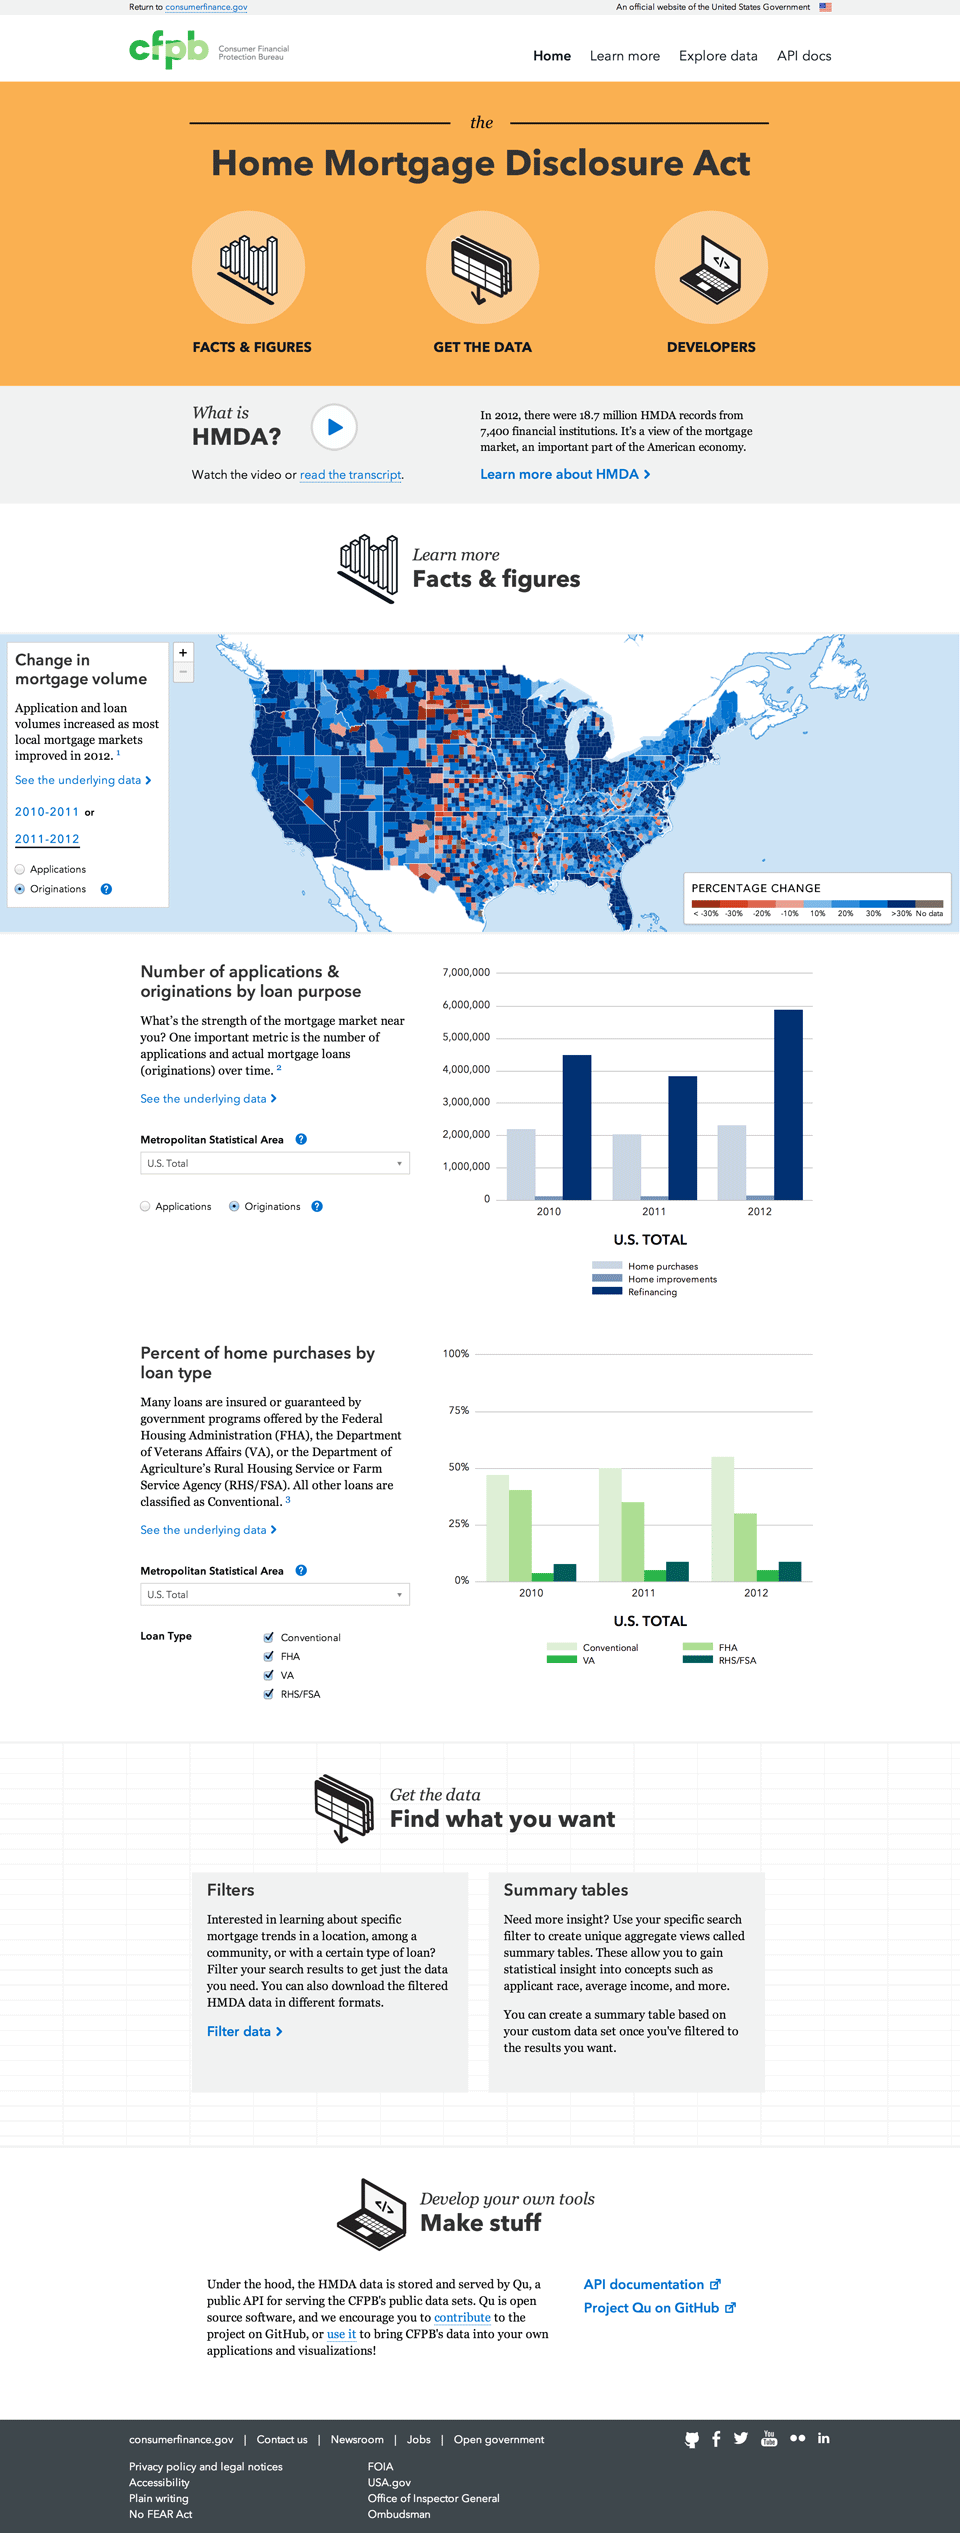 Return to consumerfinance.gov
An official website of the United States Government
cfpb
Consumer Financial
Protection Bureau
Home Learn more Explore data API docs
the
Home Mortgage Disclosure Act
</>
FACTS & FIGURES GET THE DATA DEVELOPERS
What is
HMDA?
Watch the video or read the transcript.
In 2012, there were 18.7 million HMDA records from
7,400 financial institutions. It's a view of the mortgage
market, an important part of the American economy.
Learn more about HMDA
Learn more
Facts & figures
+
−
Change in
mortgage volume
Application and loan
volumes increased as most
local mortgage markets
improved in 2012. 1
See the underlying data
2010-2011 or
2011-2012
Applications
Originations ?
PERCENTAGE CHANGE
< -30% -30% -20% -10% 10% 20% 30% >30% No data
Number of applications &
originations by loan purpose
What's the strength of the mortgage market near
you? One important metric is the number of
applications and actual mortgage loans
(originations) over time. 2
See the underlying data
Metropolitan Statistical Area ?
U.S. Total
Applications Originations ?
7,000,000
6,000,000
5,000,000
4,000,000
3,000,000
2,000,000
1,000,000
0
2010 2011 2012
U.S. TOTAL
Home purchases
Home improvements
Refinancing
Percent of home purchases by
loan type
Many loans are insured or guaranteed by
government programs offered by the Federal
Housing Administration (FHA), the Department
of Veterans Affairs (VA), or the Department of
Agriculture's Rural Housing Service or Farm
Service Agency (RHS/FSA). All other loans are
classified as Conventional. 3
See the underlying data
Metropolitan Statistical Area ?
U.S. Total
Loan Type
Conventional
FHA
VA
RHS/FSA
100%
75%
50%
25%
0%
2010 2011 2012
U.S. TOTAL
Conventional FHA
VA RHS/FSA
Get the data
Find what you want
Filters
Interested in learning about specific
mortgage trends in a location, among a
community, or with a certain type of loan?
Filter your search results to get just the data
you need. You can also download the filtered
HMDA data in different formats.
Filter data
Summary tables
Need more insight? Use your specific search
filter to create unique aggregate views called
summary tables. These allow you to gain
statistical insight into concepts such as
applicant race, average income, and more.
You can create a summary table based on
your custom data set once you've filtered to
the results you want.
</>
Develop your own tools
Make stuff
Under the hood, the HMDA data is stored and served by Qu, a
public API for serving the CFPB's public data sets. Qu is open
source software, and we encourage you to contribute to the
project on GitHub, or use it to bring CFPB's data into your own
applications and visualizations!
API documentation
Project Qu on GitHub
consumerfinance.gov | Contact us | Newsroom | Jobs | Open government
f You Tube in
Privacy policy and legal notices
Accessibility
Plain writing
No FEAR Act
FOIA
USA.gov
Office of Inspector General
Ombudsman